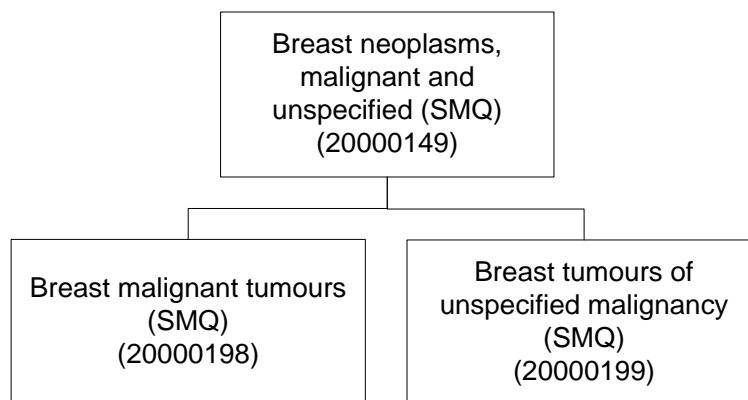 Breast neoplasms,
malignant and
unspecified (SMQ)
(20000149)
Breast malignant tumours
(SMQ)
(20000198)
Breast tumours of
unspecified malignancy
(SMQ)
(20000199)